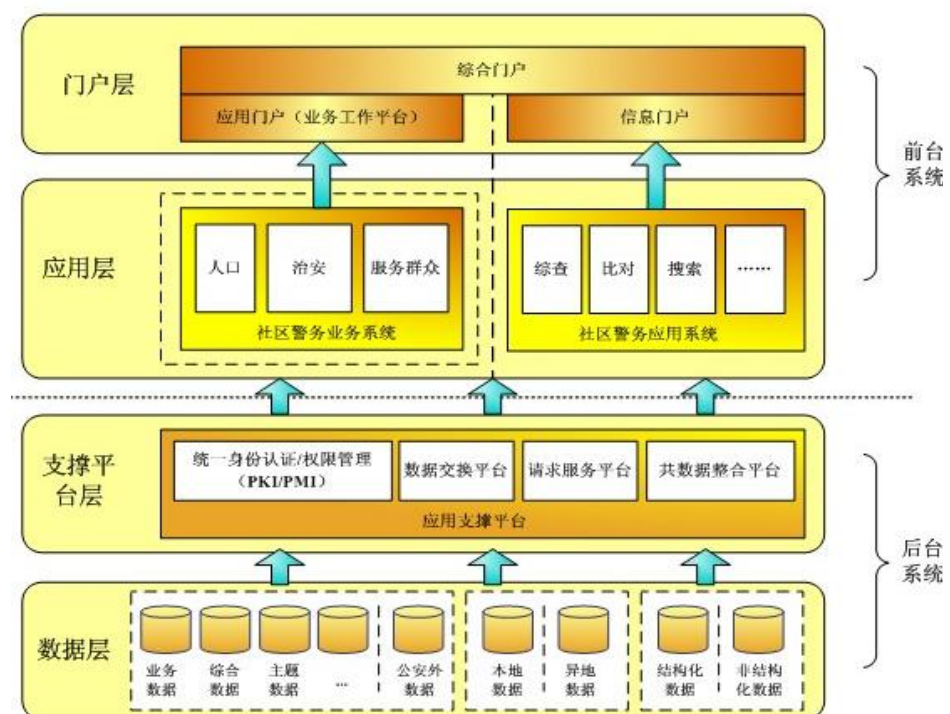 门户层
综合门户
应用门户（业务工作平台）
信息门户
前台
系统
应用层
人口
治安
服务群众
社区警务业务系统
综查
比对
搜索
……
社区警务应用系统
支撑平
台层
统一身份认证/权限管理
（PKI/PMI）
数据交换平台
请求服务平台
共数据整合平台
应用支撑平台
后台
系统
数据层
业务
数据
综合
数据
主题
数据
...
公安外
数据
本地
数据
异地
数据
结构化
数据
非结构
化数据